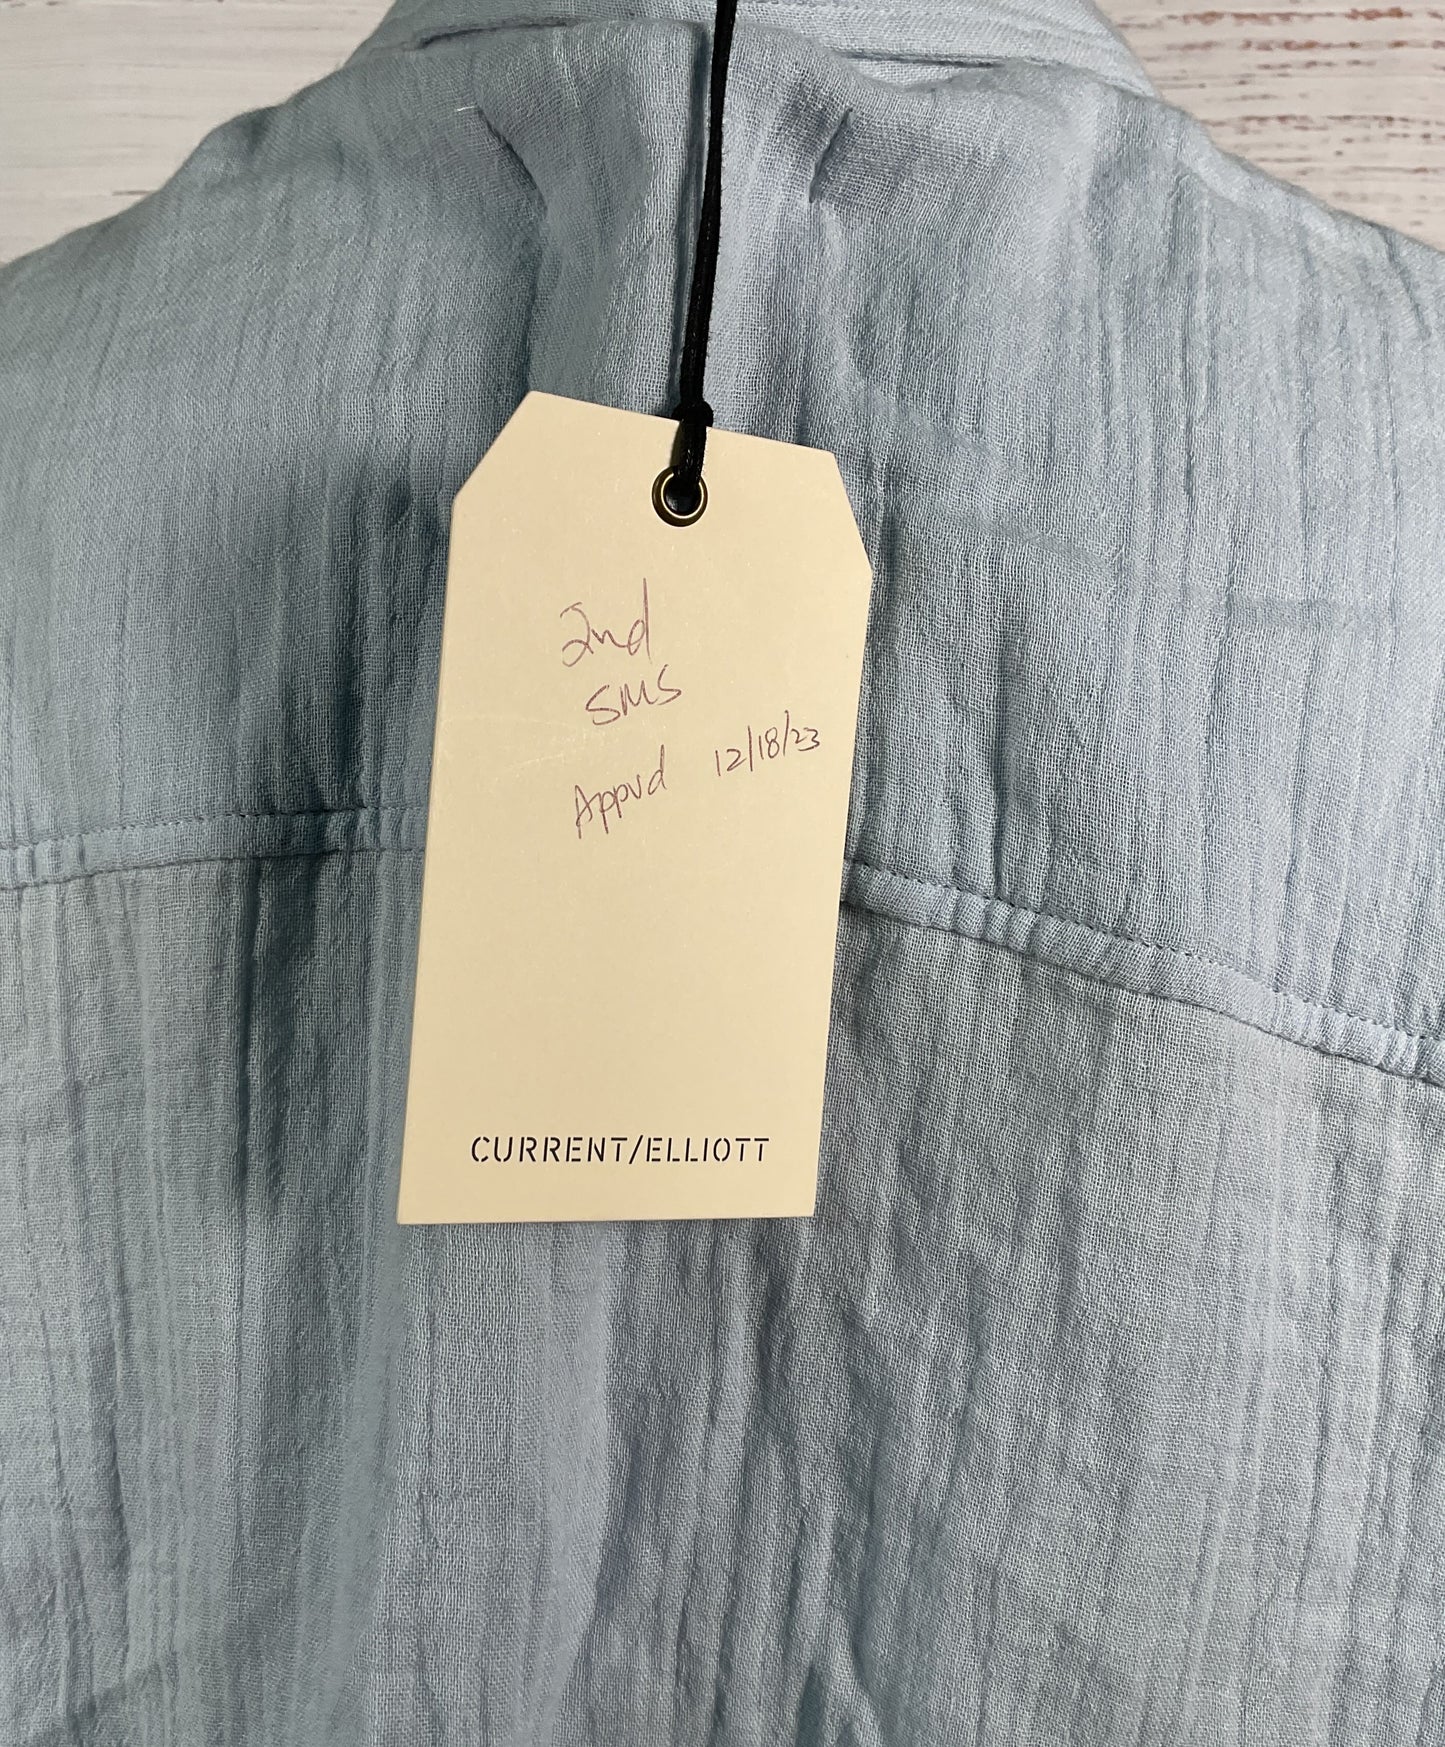 2nd
SMS
Appvd 12/18/23
CURRENT/ELLIOTT